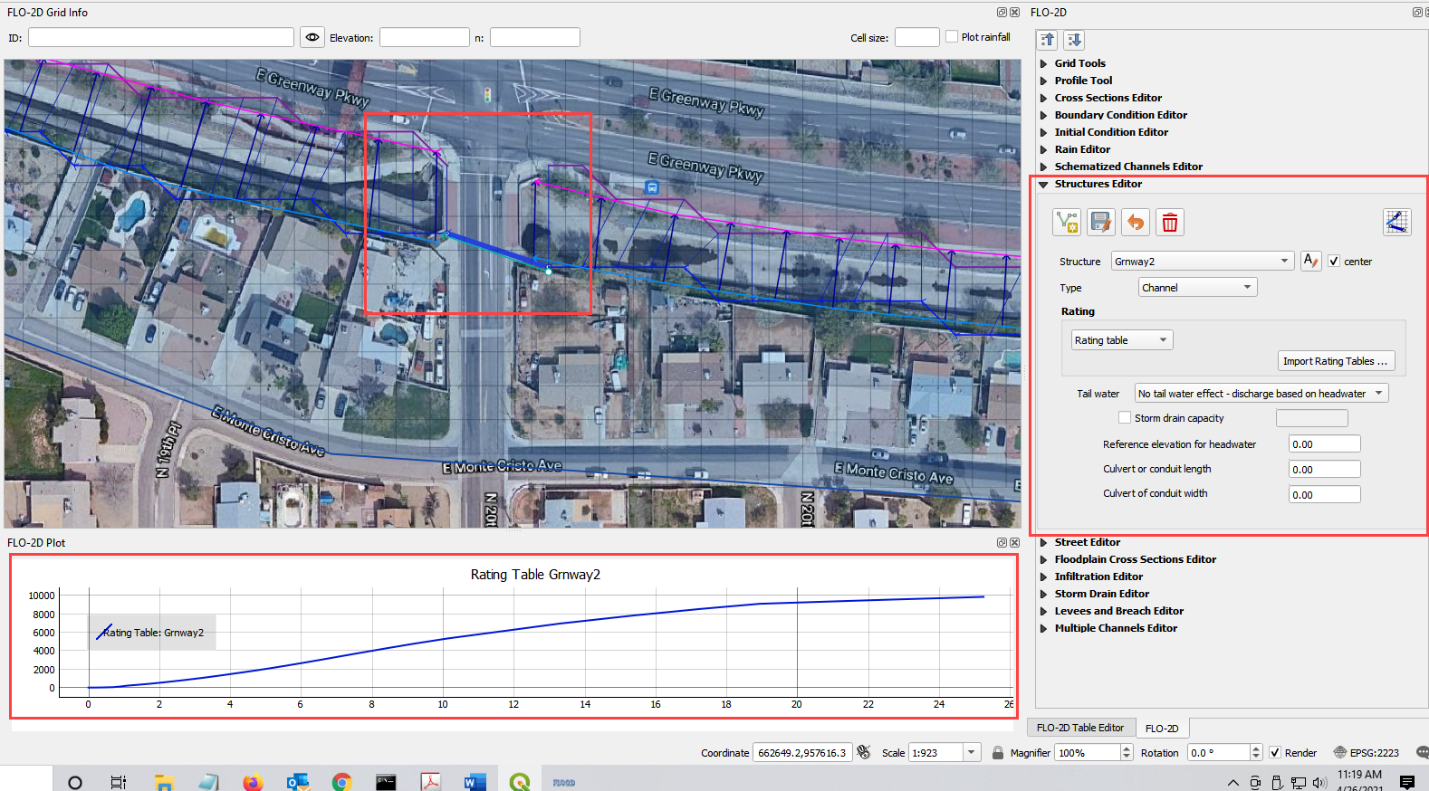 FLO-2D Grid Info
ID:
Elevation:
n:
Cell size:
Plot rainfall
E Greenway Pkwy
E Greenway Pkwy
E Greenway Pkwy
E Monte Cristo Ave
E Monte Cristo Ave
E Monte Cristo Ave
N 19th Pl
N 20t
N 20t
E
FLO-2D Plot
Rating Table Grnway2
10000
8000
6000
4000
2000
0
Rating Table: Grnway2
0 2 4 6 8 10 12 14 16 18 20 22 24 26
FLO-2D
Grid Tools
Profile Tool
Cross Sections Editor
Boundary Condition Editor
Initial Condition Editor
Rain Editor
Schematized Channels Editor
Structures Editor
Structure Grnway2 center
Type Channel
Rating
Rating table
Import Rating Tables ...
Tail water No tail water effect - discharge based on headwater
Storm drain capacity
Reference elevation for headwater 0.00
Culvert or conduit length 0.00
Culvert of conduit width 0.00
Street Editor
Floodplain Cross Sections Editor
Infiltration Editor
Storm Drain Editor
Levees and Breach Editor
Multiple Channels Editor
FLO-2D Table Editor FLO-2D
Coordinate 662649.2,957616.3 Scale 1:923 Magnifier 100% Rotation 0.0 ° Render EPSG:2223
11:19 AM
4/26/2021